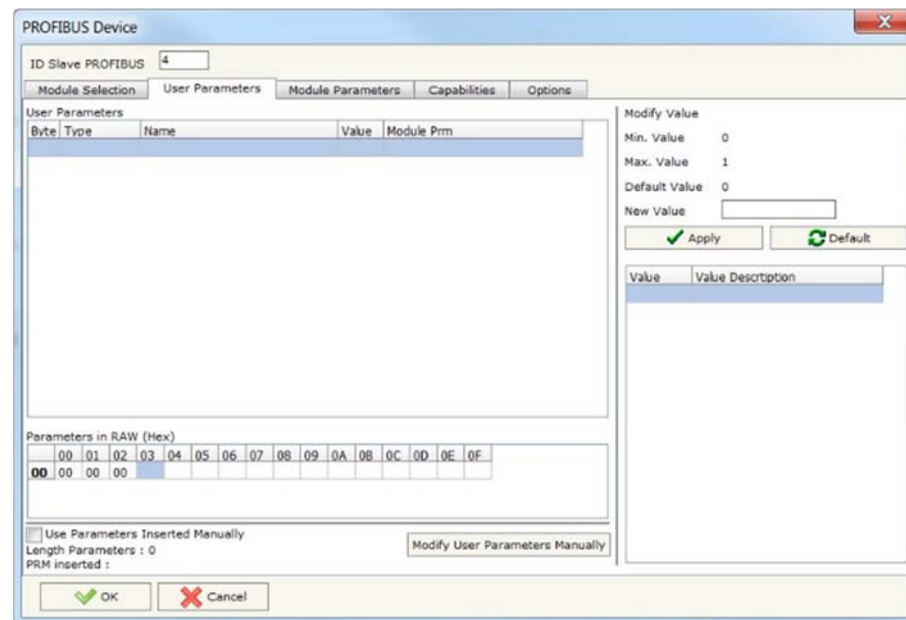 PROFIBUS Device
ID Slave PROFIBUS 4
Module Selection User Parameters Module Parameters Capabilities Options
User Parameters
Byte Type Name Value Module Prm
Parameters in RAW (Hex)
00 01 02 03 04 05 06 07 08 09 0A 0B 0C 0D 0E 0F
00 00 00 00
Use Parameters Inserted Manually
Length Parameters : 0
PRM inserted :
Modify User Parameters Manually
Modify Value
Min. Value 0
Max. Value 1
Default Value 0
New Value
Apply Default
Value Value Descrtiption
OK Cancel